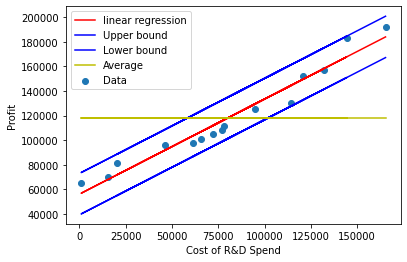 linear regression
Upper bound
Lower bound
Average
Data
200000
180000
160000
140000
120000
100000
80000
60000
40000
Profit
0 25000 50000 75000 100000 125000 150000
Cost of R&D Spend